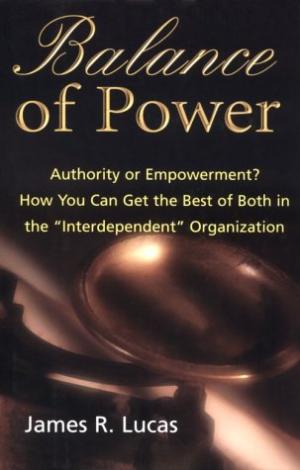 Balance
of Power
Authority or Empowerment?
How You Can Get the Best of Both in
the "Interdependent" Organization
James R. Lucas